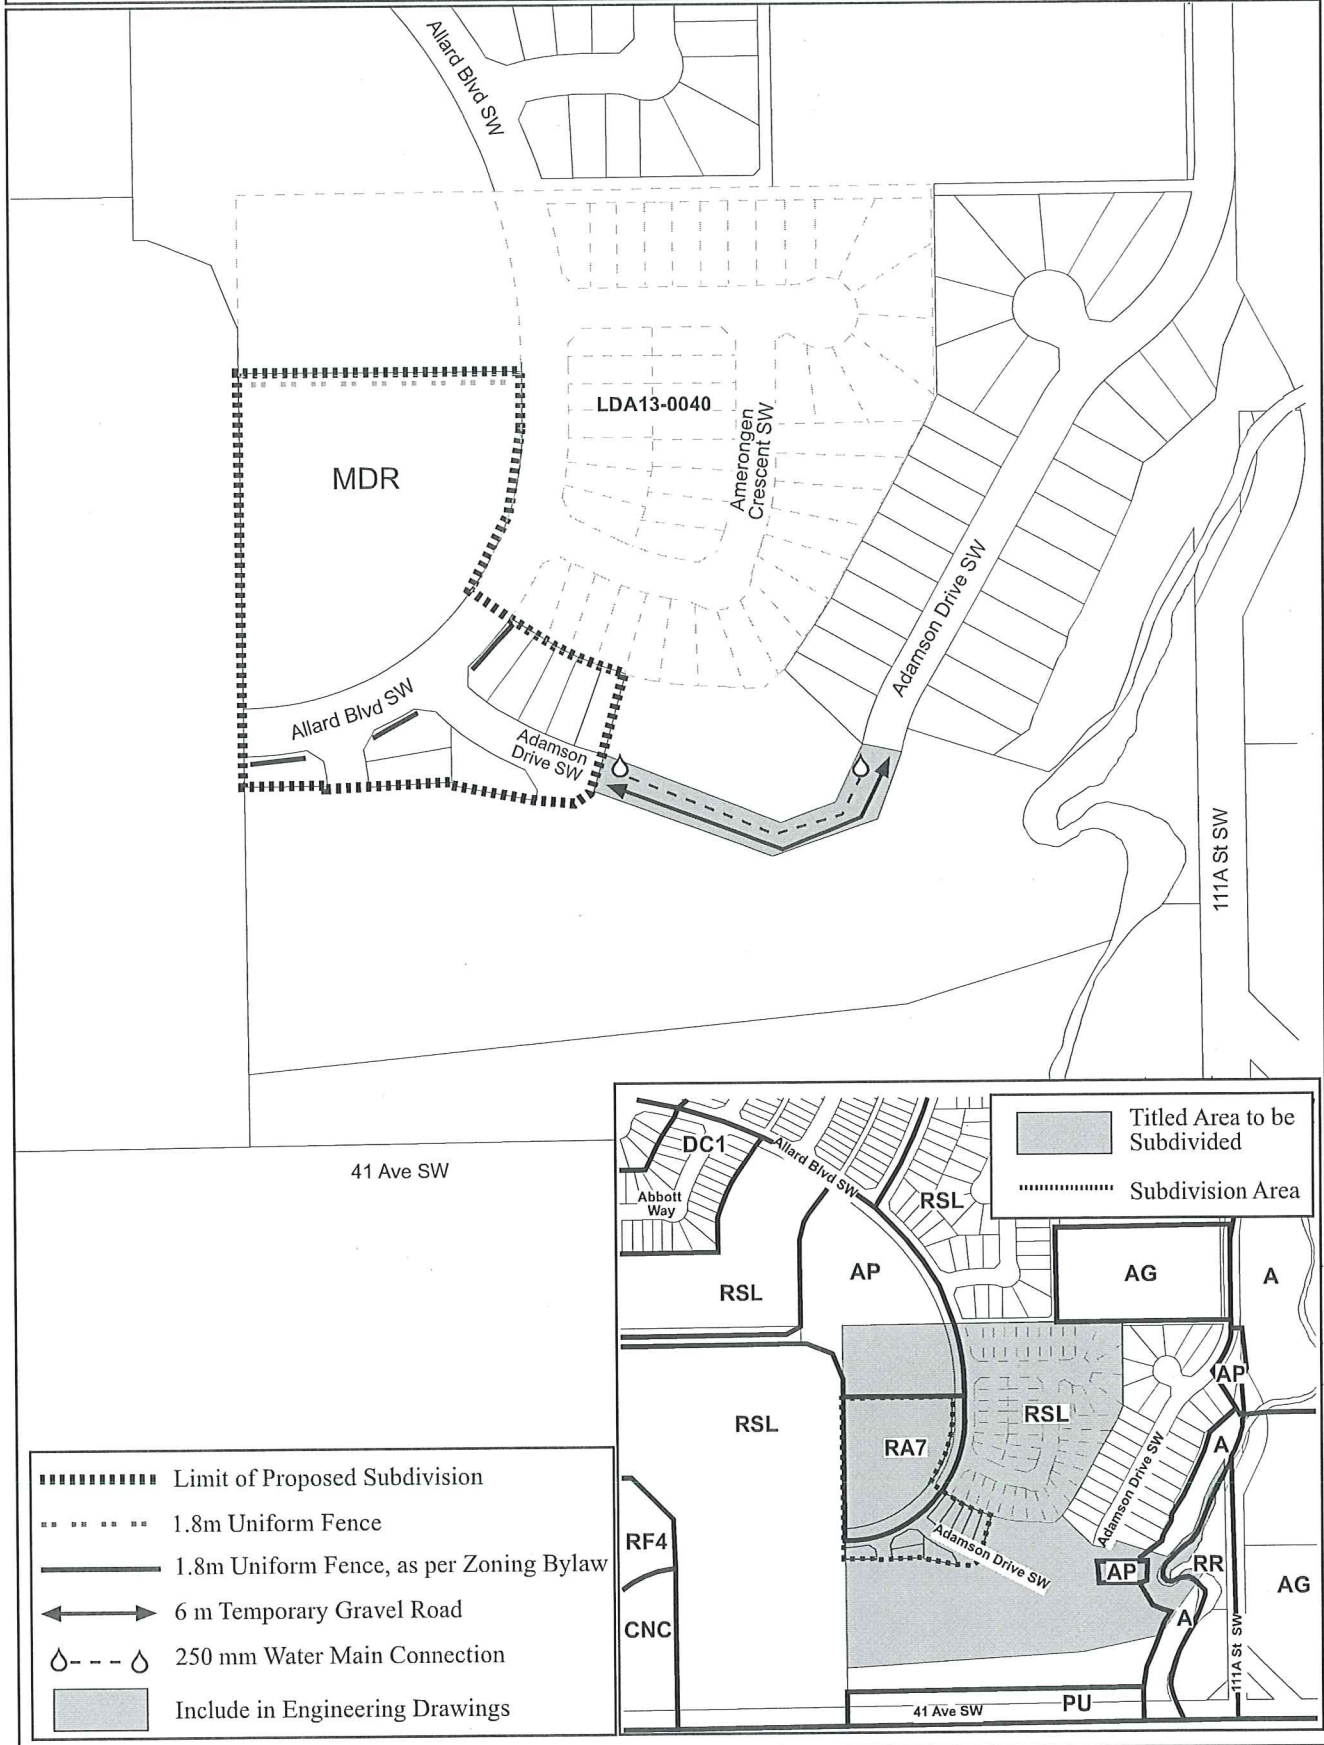 Allard Blvd SW
LDA13-0040
Amerongen
Crescent SW
MDR
Adamson Drive SW
Allard Blvd SW
Adamson
Drive SW
111A St SW
41 Ave SW
Limit of Proposed Subdivision
1.8m Uniform Fence
1.8m Uniform Fence, as per Zoning Bylaw
6 m Temporary Gravel Road
250 mm Water Main Connection
Include in Engineering Drawings
Titled Area to be
Subdivided
Subdivision Area
DC1
Allard Blvd SW
Abbott
Way
RSL
RSL
AP
AG
A
AP
RSL
RSL
RA7
A
Adamson Drive SW
Adamson Drive SW
RF4
AP
RR
AG
CNC
A
111A St SW
PU
41 Ave SW